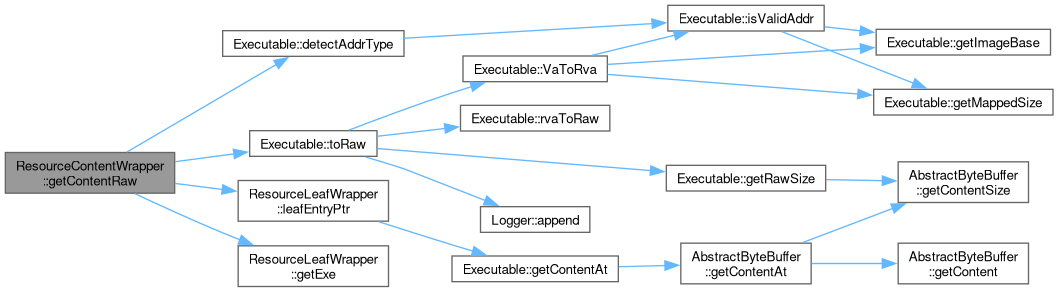 ResourceContentWrapper
::getContentRaw
Executable::detectAddrType
Executable::toRaw
ResourceLeafWrapper
::leafEntryPtr
ResourceLeafWrapper
::getExe
Executable::VaToRva
Executable::rvaToRaw
Logger::append
Executable::getContentAt
Executable::isValidAddr
Executable::getRawSize
AbstractByteBuffer
::getContentAt
Executable::getImageBase
Executable::getMappedSize
AbstractByteBuffer
::getContentSize
AbstractByteBuffer
::getContent